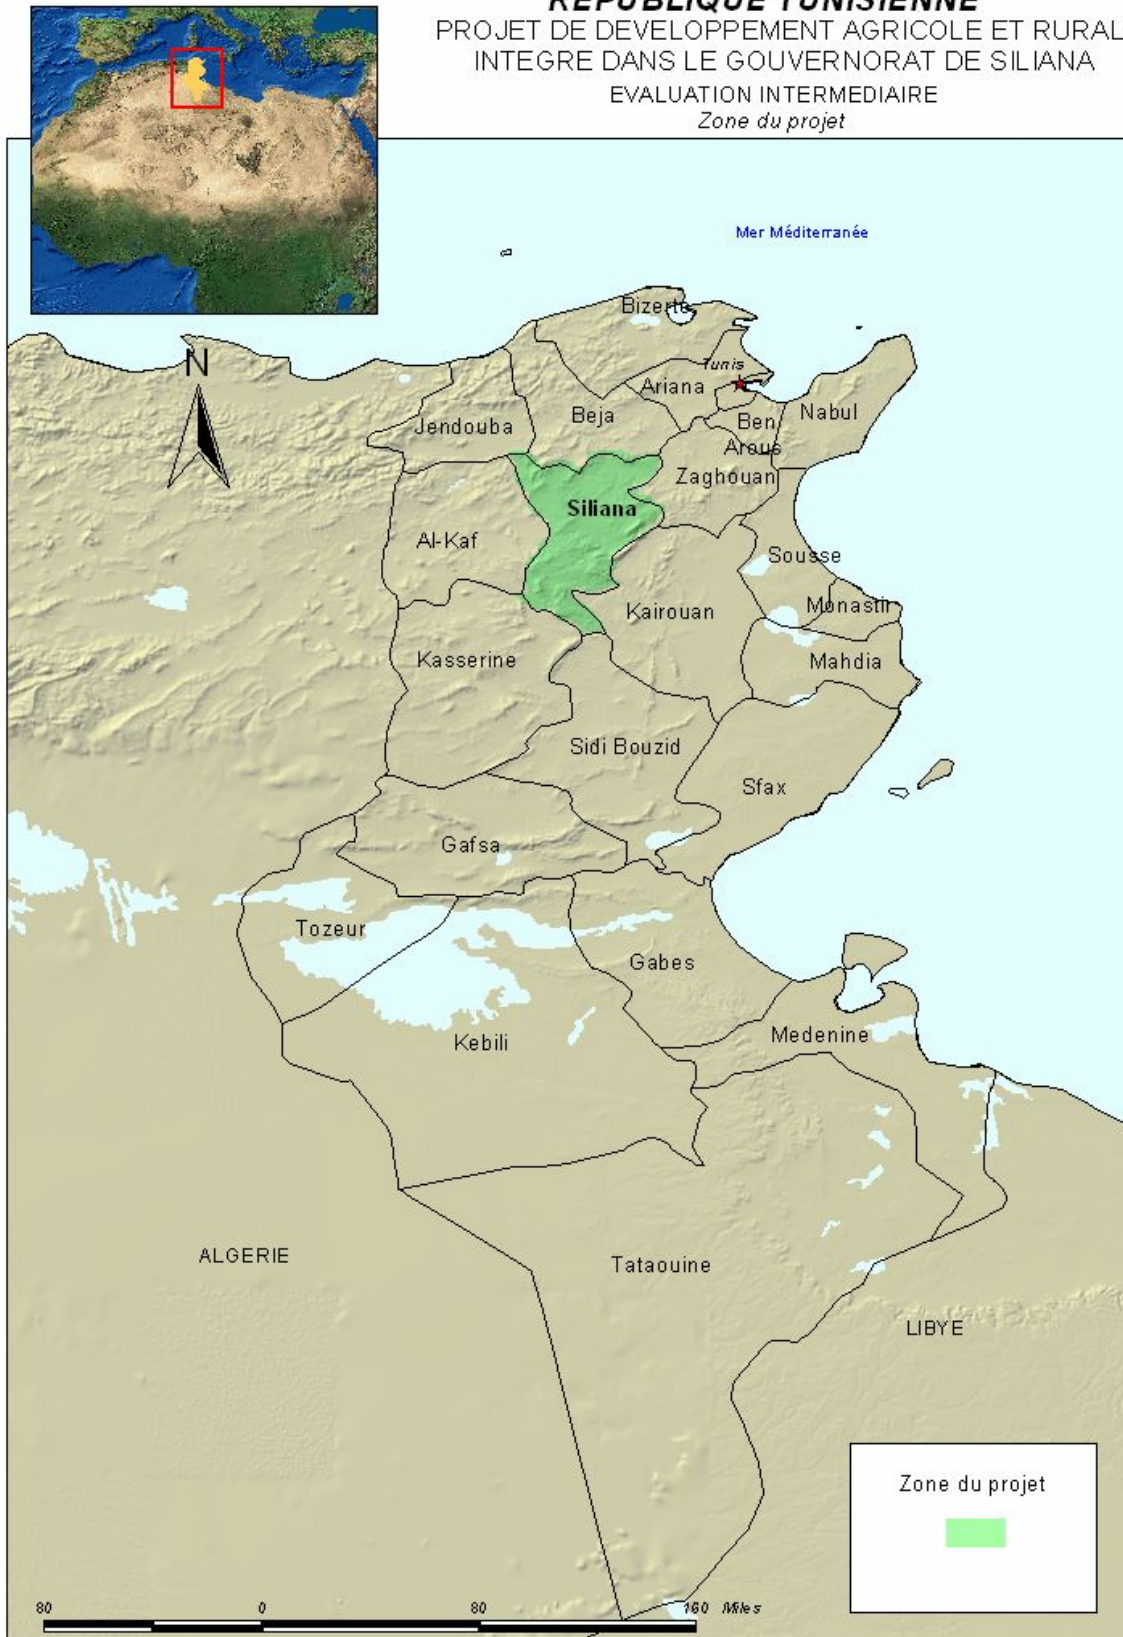 REPUBLIQUE TUNISIENNE
PROJET DE DEVELOPPEMENT AGRICOLE ET RURAL
INTEGRE DANS LE GOUVERNORAT DE SILIANA
EVALUATION INTERMEDIAIRE
Zone du projet
Mer Méditerranée
Bizerte
N
Tunis
Ariana
Jendouba
Beja
Ben
Arous
Nabul
Zaghouan
Siliana
Al-Kaf
Sousse
Kairouan
Monastir
Kasserine
Mahdia
Sidi Bouzid
Sfax
Gafsa
Tozeur
Gabes
Kebili
Medenine
ALGERIE
Tataouine
LIBYE
Zone du projet
80 0 80 160 Miles